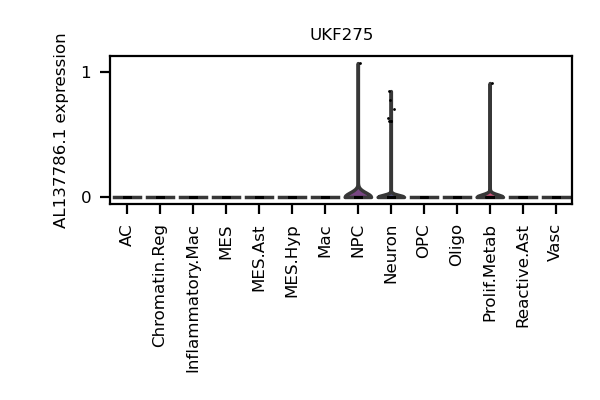 UKF275
AL137786.1 expression
1
0
AC
Chromatin.Reg
Inflammatory.Mac
MES
MES.Ast
MES.Hyp
Mac
NPC
Neuron
OPC
Oligo
Prolif.Metab
Reactive.Ast
Vasc